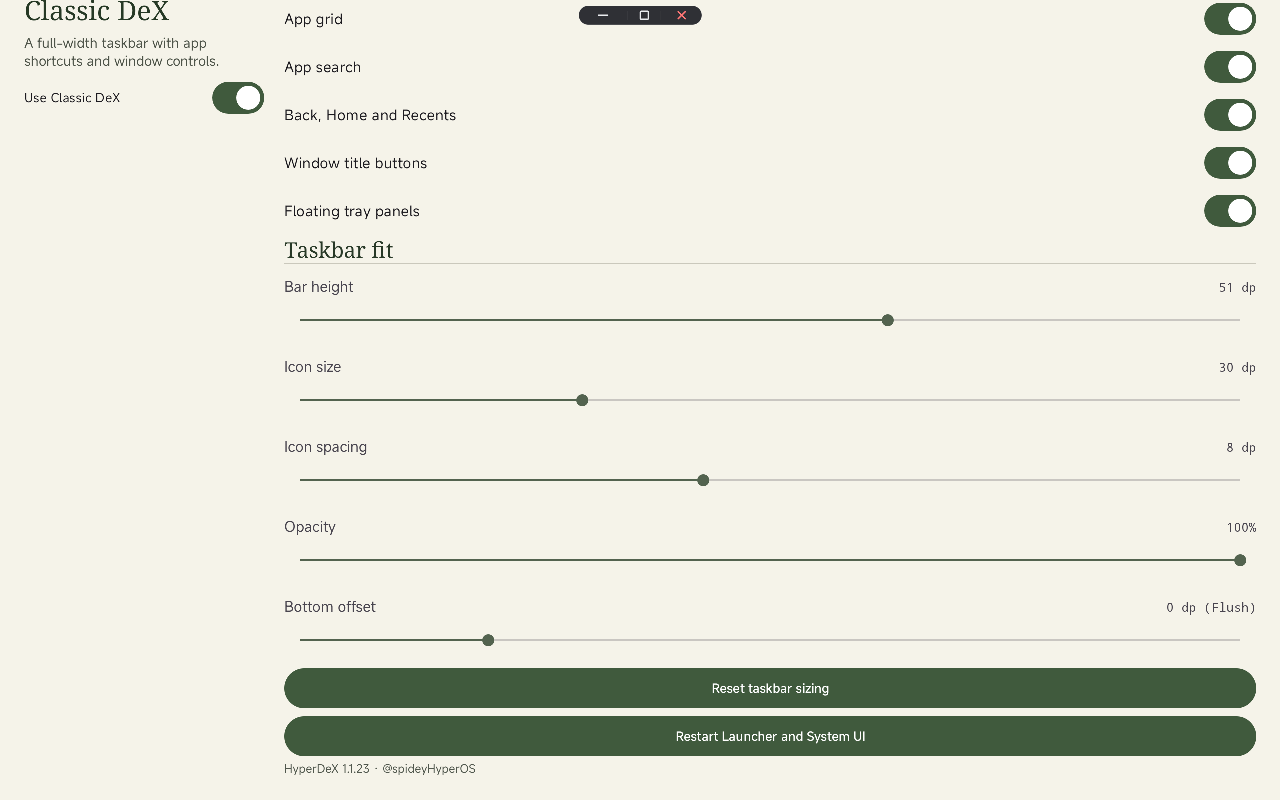 Classic DeX
A full-width taskbar with app
shortcuts and window controls.
Use Classic DeX
App grid
App search
Back, Home and Recents
Window title buttons
Floating tray panels
Taskbar fit
Bar height
51 dp
Icon size
30 dp
Icon spacing
8 dp
Opacity
100%
Bottom offset
0 dp (Flush)
Reset taskbar sizing
Restart Launcher and System UI
HyperDeX 1.1.23 · @spideyHyperOS